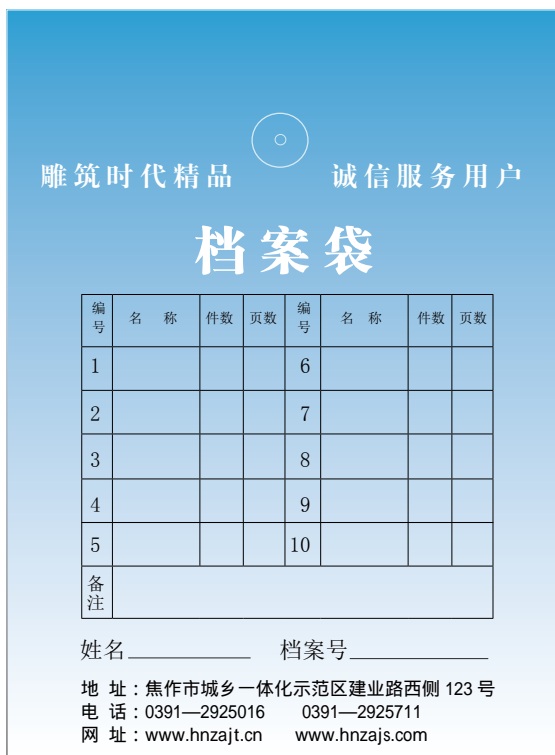 雕筑时代精品 诚信服务用户
档案袋
编号 名 称 件数 页数 编号 名 称 件数 页数
1 6
2 7
3 8
4 9
5 10
备注
姓名 档案号
地 址：焦作市城乡一体化示范区建业路西侧 123 号
电 话：0391—2925016 0391—2925711
网 址：www.hnzajt.cn www.hnzajs.com